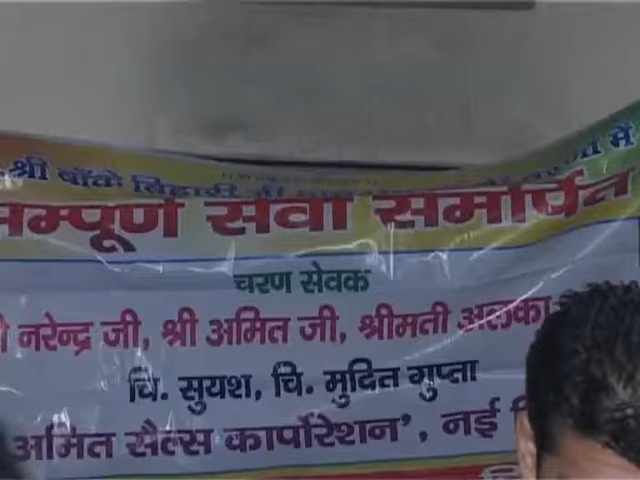 श्री बाँके बिहारी जी में
सम्पूर्ण सेवा समर्पित
चरण सेवक
नरेन्द्र जी, श्री अमित जी, श्रीमती अलका
चि. सुयश, चि. मुदित गुप्ता
अमित सैल्स कार्पोरेशन’, नई